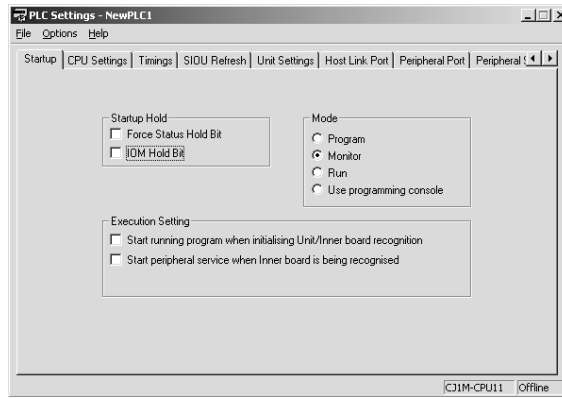 PLC Settings - NewPLC1
File Options Help
Startup CPU Settings Timings SIOU Refresh Unit Settings Host Link Port Peripheral Port Peripheral
Startup Hold
Force Status Hold Bit
IOM Hold Bit
Mode
Program
Monitor
Run
Use programming console
Execution Setting
Start running program when initialising Unit/Inner board recognition
Start peripheral service when Inner board is being recognised
CJ1M-CPU11 Offline